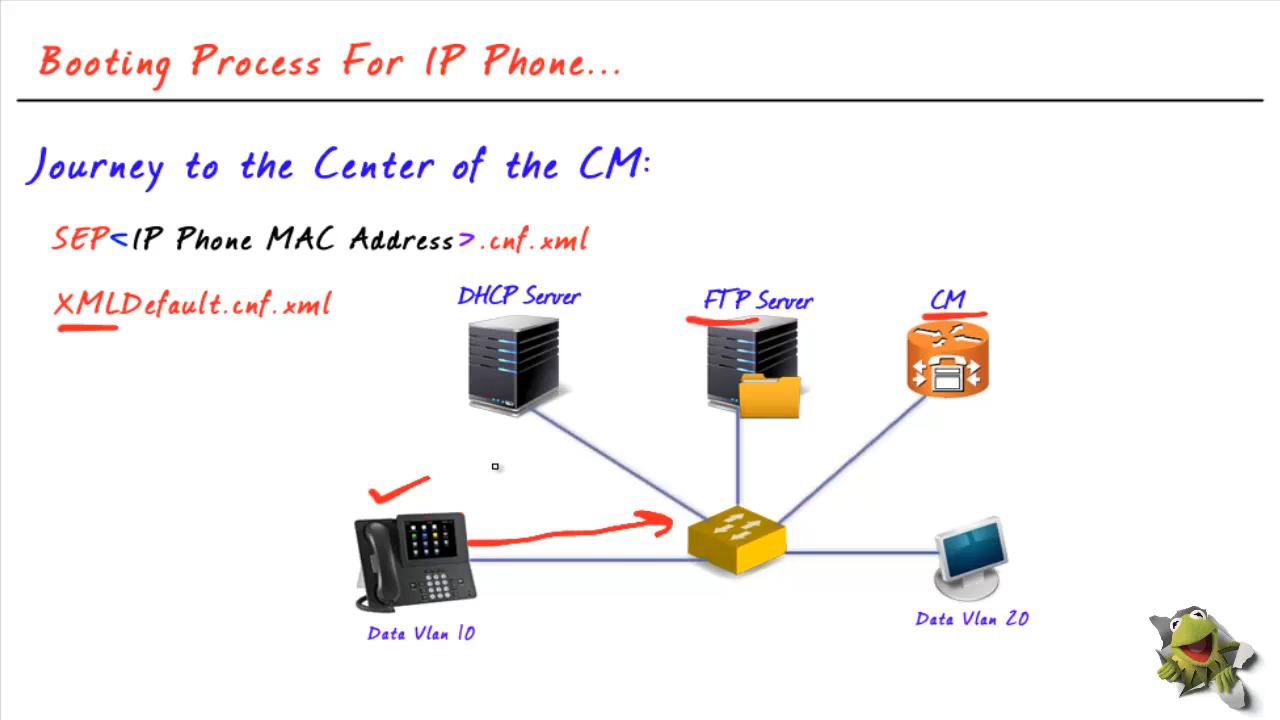 Booting Process For IP Phone...
Journey to the Center of the CM:
SEP<IP Phone MAC Address>.cnf.xml
XMLDefault.cnf.xml
DHCP Server
FTP Server
CM
Data Vlan 10
Data Vlan 20